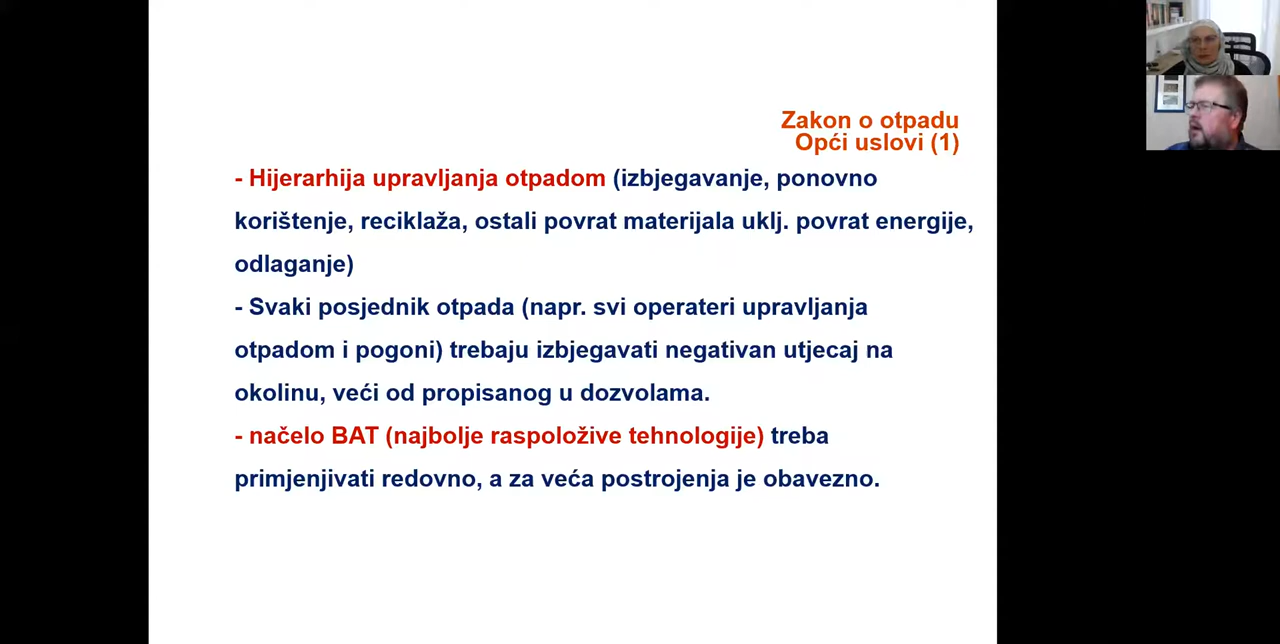 Zakon o otpadu
Opći uslovi (1)
- Hijerarhija upravljanja otpadom (izbjegavanje, ponovno
korištenje, reciklaža, ostali povrat materijala uklj. povrat energije,
odlaganje)
- Svaki posjednik otpada (napr. svi operateri upravljanja
otpadom i pogoni) trebaju izbjegavati negativan utjecaj na
okolinu, veći od propisanog u dozvolama.
- načelo BAT (najbolje raspoložive tehnologije) treba
primjenjivati redovno, a za veća postrojenja je obavezno.